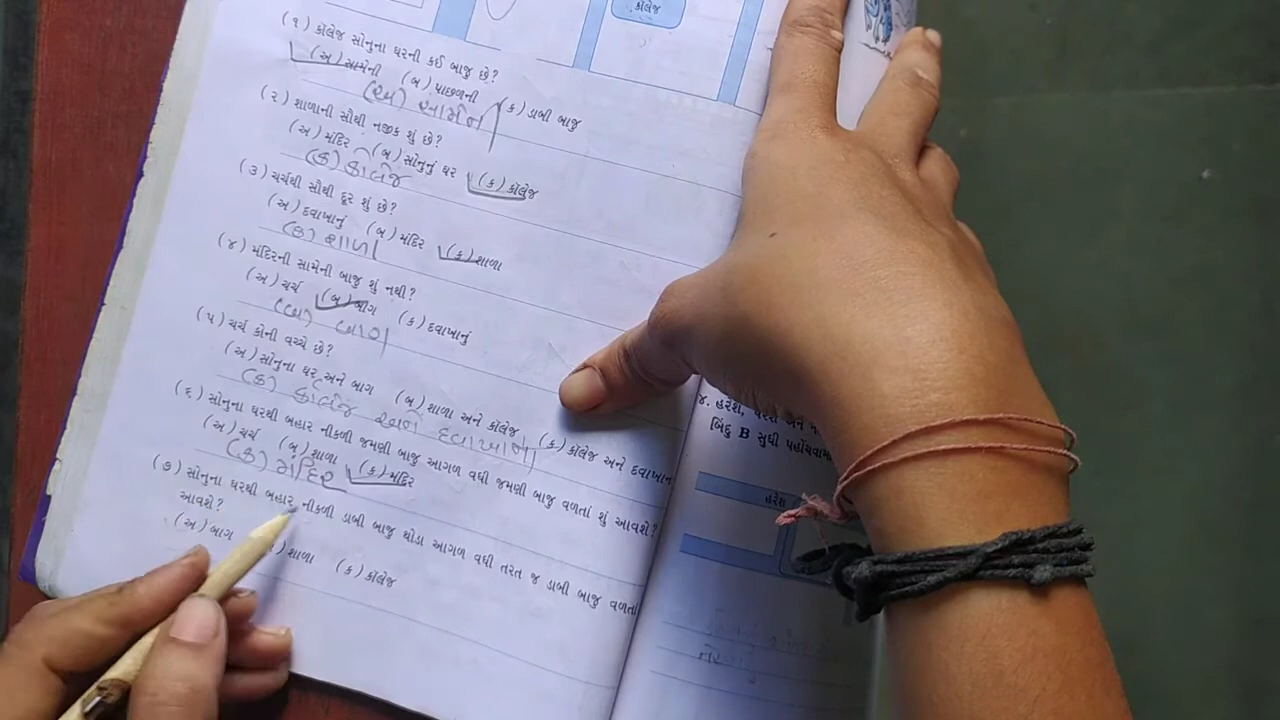 કૉલેજ
(૧) કૉલેજ સોનુના ઘરની કઈ બાજુ છે?
(અ) સામેની (બ) પાછળની (ક) ડાબી બાજુ
(અ) સામેની
(૨) શાળાની સૌથી નજીક શું છે?
(અ) મંદિર (બ) સોનુનું ઘર (ક) કૉલેજ
(ક) કોલેજ
(૩) ચર્ચથી સૌથી દૂર શું છે?
(અ) દવાખાનું (બ) મંદિર (ક) શાળા
(ક) શાળા
(૪) મંદિરની સામેની બાજુ શું નથી?
(અ) ચર્ચ (બ) બાગ (ક) દવાખાનું
(બ) બાગ
(૫) ચર્ચ કોની વચ્ચે છે?
(અ) સોનુના ઘર અને બાગ (બ) શાળા અને કૉલેજ (ક) કૉલેજ અને
(ક) કોલેજ અને દવાખાના
(૬) સોનુના ઘરથી બહાર નીકળી જમણી બાજુ આગળ વધી જમણી બાજુ વળતાં શું આવશે?
(અ) ચર્ચ (બ) શાળા (ક) મંદિર
(ક) મંદિર
(૭) સોનુના ઘરથી બહાર નીકળી ડાબી બાજુ થોડા આગળ વધી તરત જ ડાબી બાજુ વળતાં
આવશે?
(અ) બાગ શાળા (ક) કૉલેજ
૪. હરેશ, પરેશ અને
બિંદુ B સુધી
હરેશ